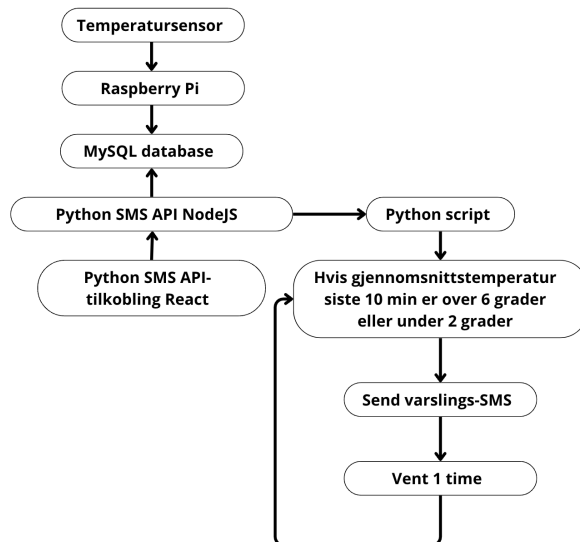 Temperatursensor
Raspberry Pi
MySQL database
Python SMS API NodeJS
Python script
Python SMS API-
tilkobling React
Hvis gjennomsnittstemperatur
siste 10 min er over 6 grader
eller under 2 grader
Send varslings-SMS
Vent 1 time